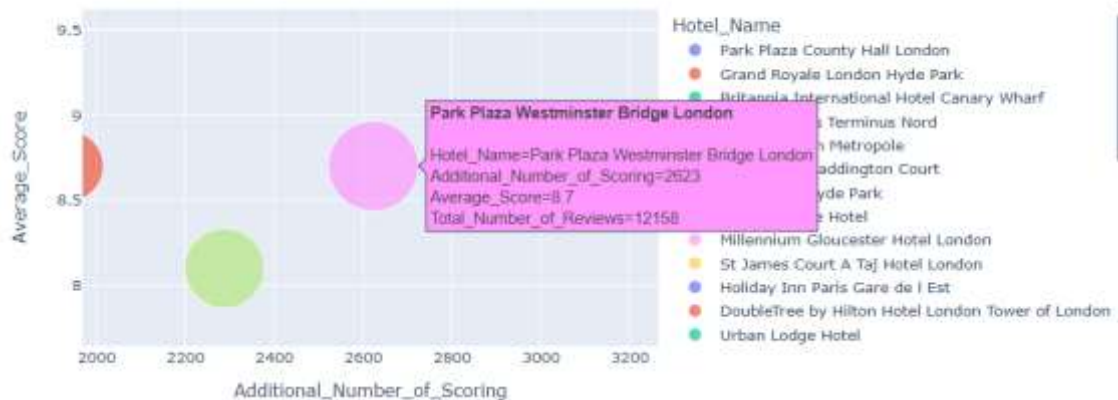 9.5
9
8.5
8
Average_Score
2000 2200 2400 2600 2800 3000 3200
Additional_Number_of_Scoring
Park Plaza Westminster Bridge London
Hotel_Name=Park Plaza Westminster Bridge London
Additional_Number_of_Scoring=2623
Average_Score=8.7
Total_Number_of_Reviews=12158
Hotel_Name
Park Plaza County Hall London
Grand Royale London Hyde Park
Britannia International Hotel Canary Wharf
Terminus Nord
Metropole
Hotel
Millennium Gloucester Hotel London
St James Court A Taj Hotel London
Holiday Inn Paris Gare de l Est
DoubleTree by Hilton Hotel London Tower of London
Urban Lodge Hotel